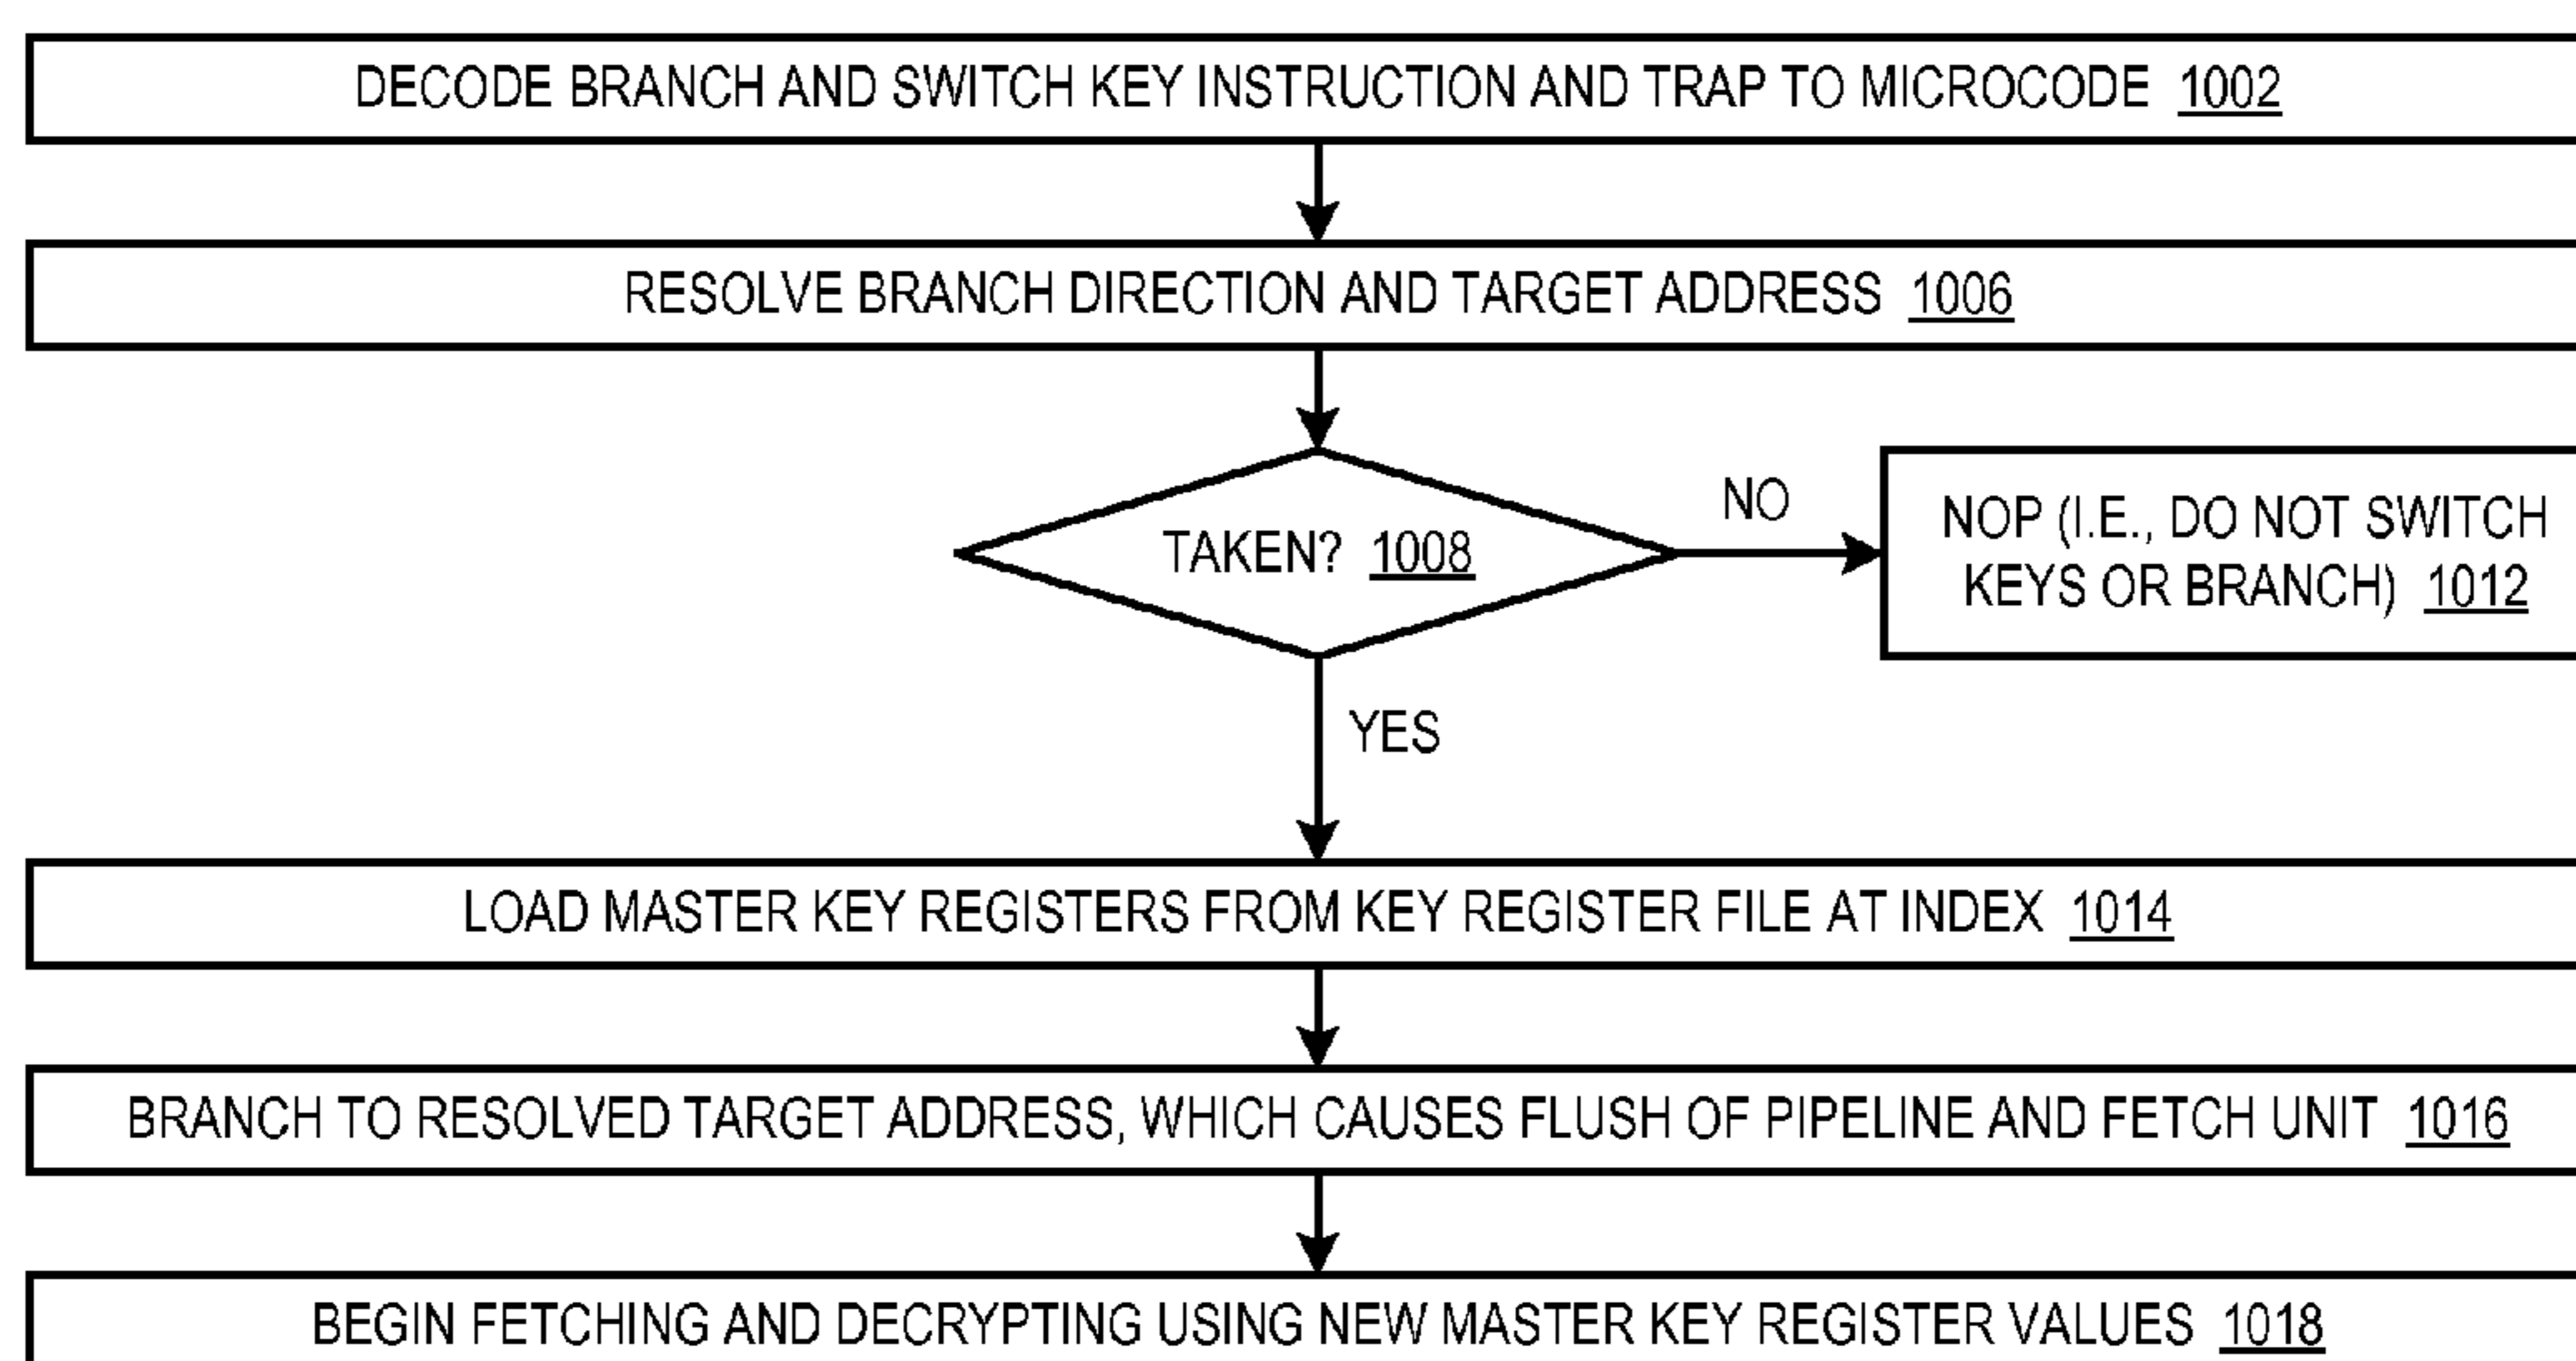 DECODE BRANCH AND SWITCH KEY INSTRUCTION AND TRAP TO MICROCODE 1002
RESOLVE BRANCH DIRECTION AND TARGET ADDRESS 1006
TAKEN? 1008
NO
NOP (I.E., DO NOT SWITCH
KEYS OR BRANCH) 1012
YES
LOAD MASTER KEY REGISTERS FROM KEY REGISTER FILE AT INDEX 1014
BRANCH TO RESOLVED TARGET ADDRESS, WHICH CAUSES FLUSH OF PIPELINE AND FETCH UNIT 1016
BEGIN FETCHING AND DECRYPTING USING NEW MASTER KEY REGISTER VALUES 1018